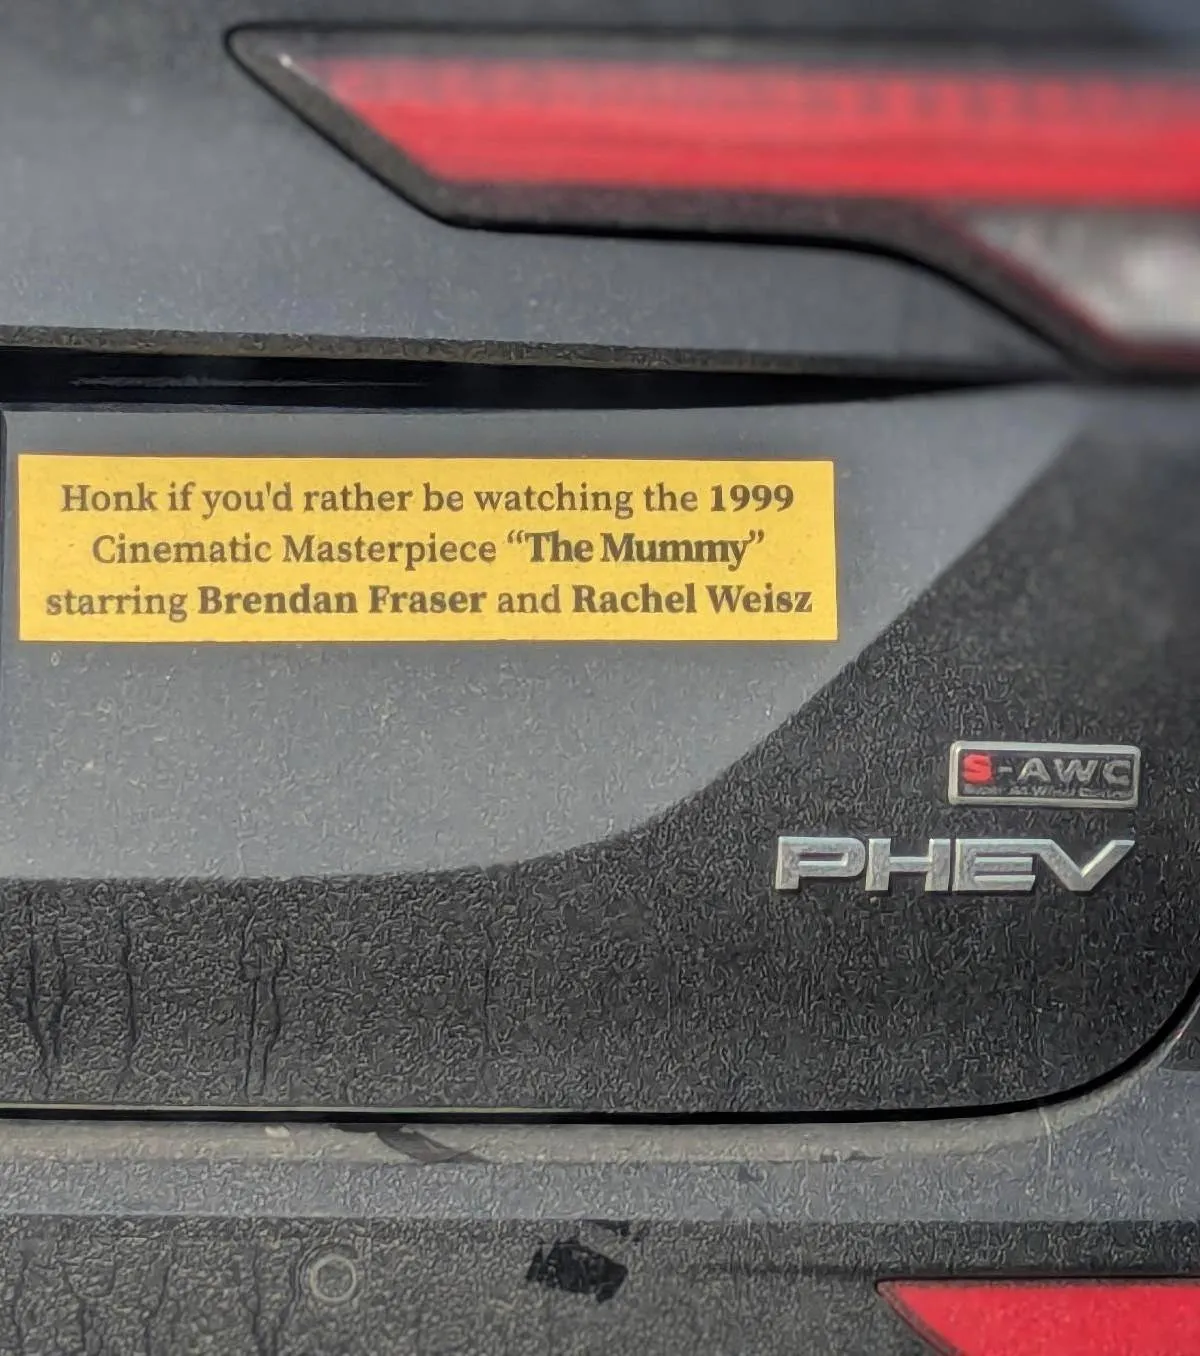 Honk if you'd rather be watching the 1999
Cinematic Masterpiece “The Mummy”
starring Brendan Fraser and Rachel Weisz
S-AWC
PHEV